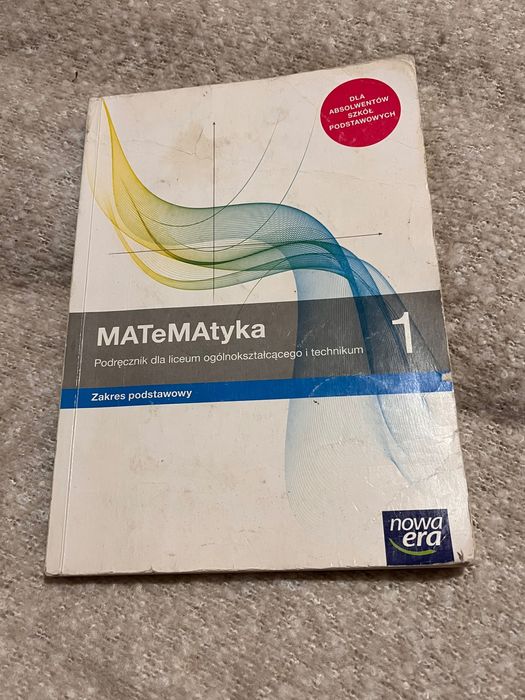 DLA
ABSOLWENTÓW
SZKÓŁ
PODSTAWOWYCH
MATeMAtyka 1
Podręcznik dla liceum ogólnokształcącego i technikum
Zakres podstawowy
nowa
era